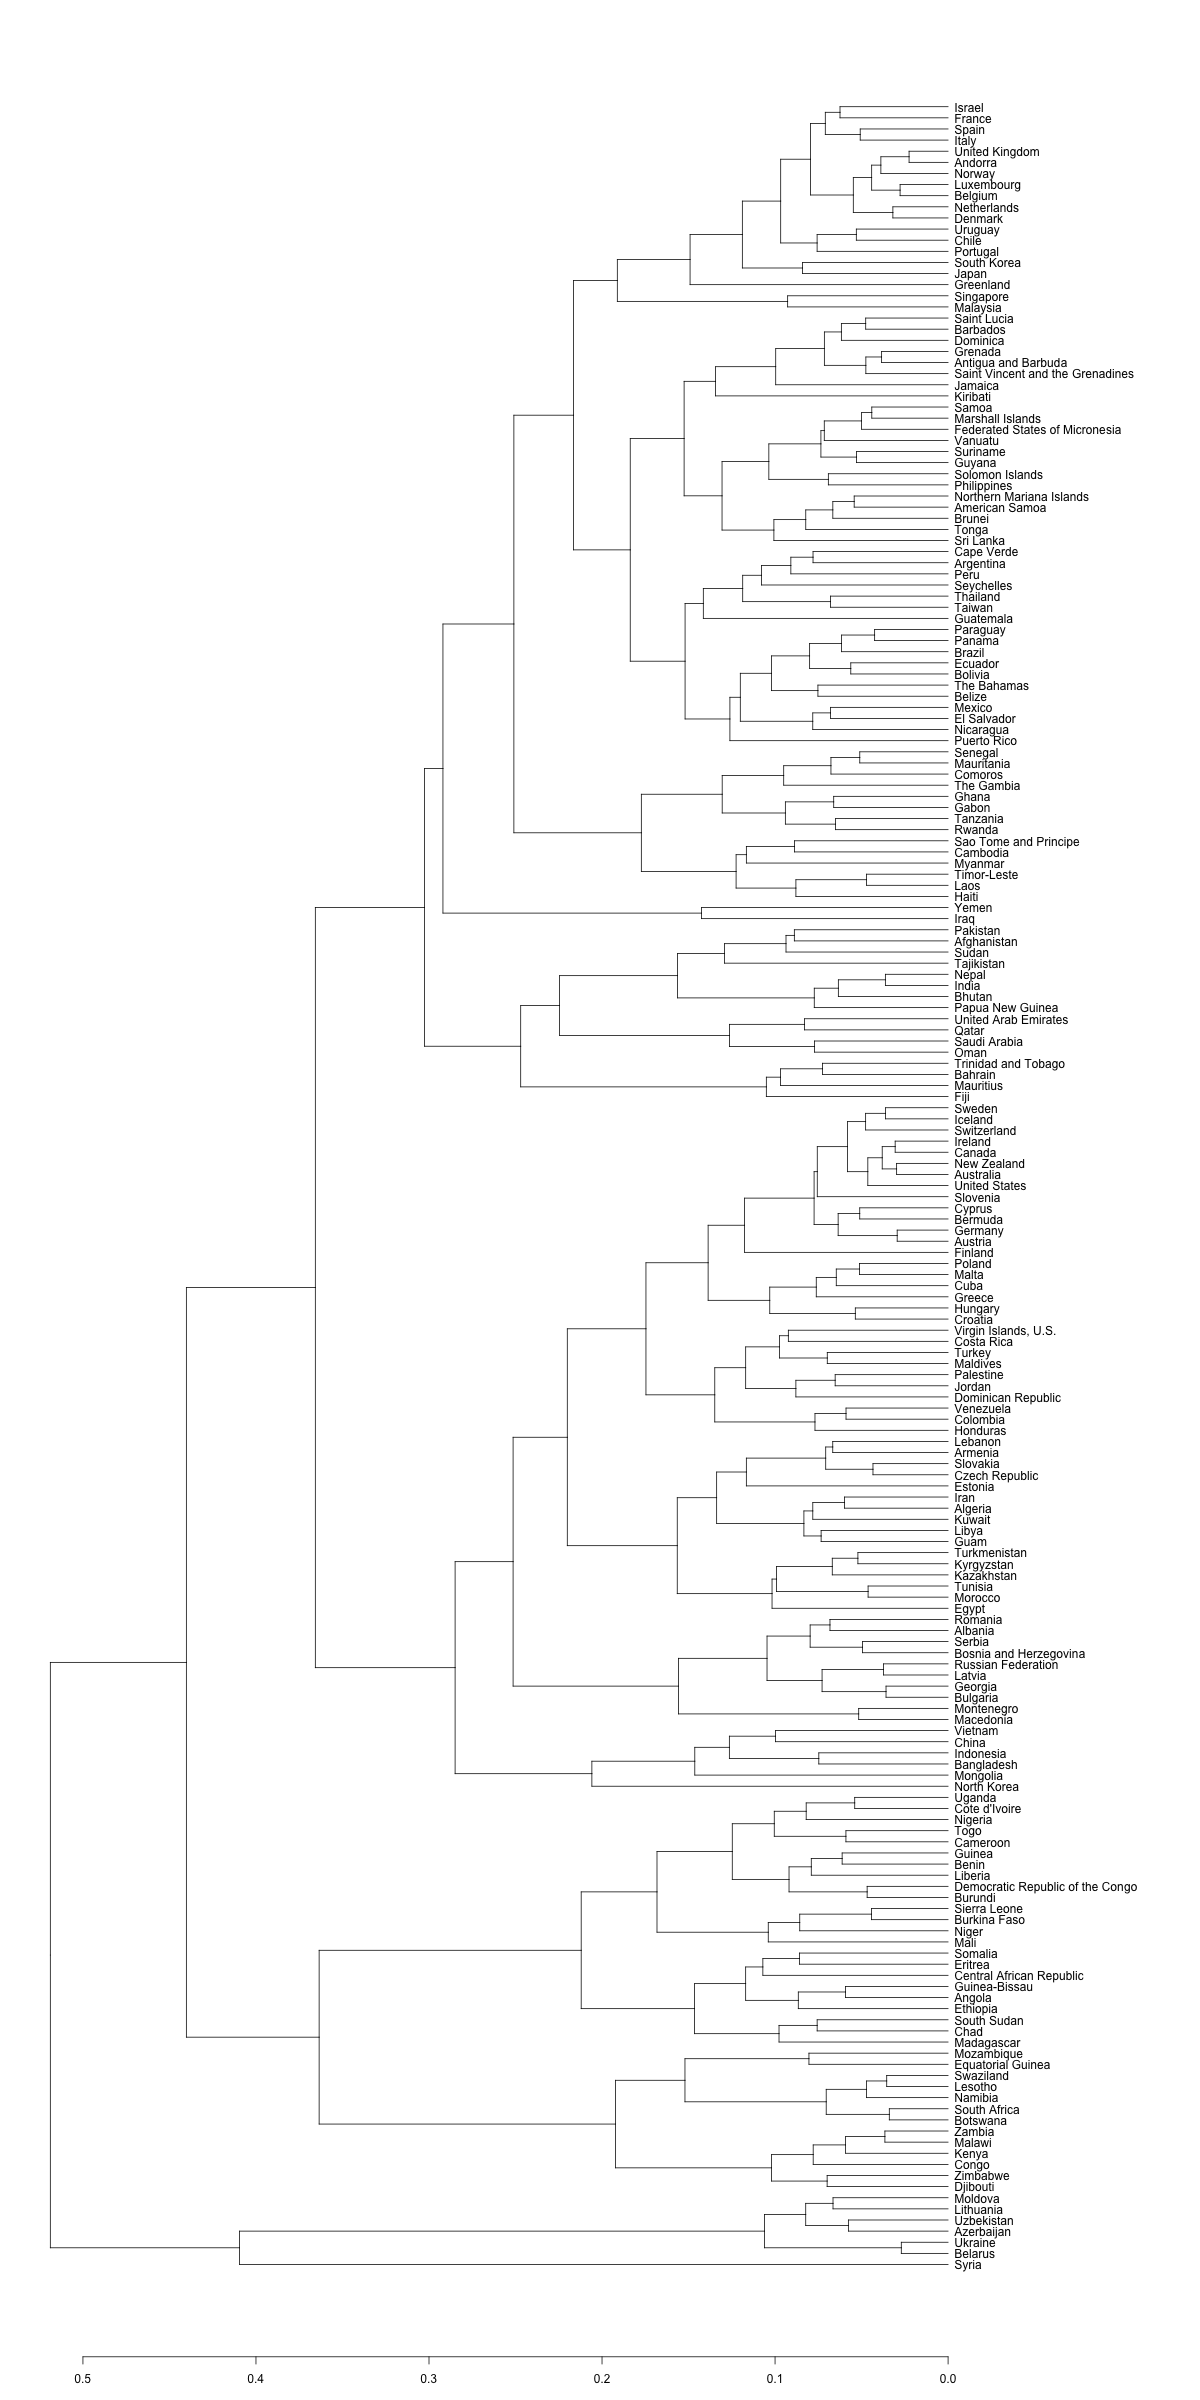 Israel
France
Spain
Italy
United Kingdom
Andorra
Norway
Luxembourg
Belgium
Netherlands
Denmark
Uruguay
Chile
Portugal
South Korea
Japan
Greenland
Singapore
Malaysia
Saint Lucia
Barbados
Dominica
Grenada
Antigua and Barbuda
Saint Vincent and the Grenadines
Jamaica
Kiribati
Samoa
Marshall Islands
Federated States of Micronesia
Vanuatu
Suriname
Guyana
Solomon Islands
Philippines
Northern Mariana Islands
American Samoa
Brunei
Tonga
Sri Lanka
Cape Verde
Argentina
Peru
Seychelles
Thailand
Taiwan
Guatemala
Paraguay
Panama
Brazil
Ecuador
Bolivia
The Bahamas
Belize
Mexico
El Salvador
Nicaragua
Puerto Rico
Senegal
Mauritania
Comoros
The Gambia
Ghana
Gabon
Tanzania
Rwanda
Sao Tome and Principe
Cambodia
Myanmar
Timor-Leste
Laos
Haiti
Yemen
Iraq
Pakistan
Afghanistan
Sudan
Tajikistan
Nepal
India
Bhutan
Papua New Guinea
United Arab Emirates
Qatar
Saudi Arabia
Oman
Trinidad and Tobago
Bahrain
Mauritius
Fiji
Sweden
Iceland
Switzerland
Ireland
Canada
New Zealand
Australia
United States
Slovenia
Cyprus
Bermuda
Germany
Austria
Finland
Poland
Malta
Cuba
Greece
Hungary
Croatia
Virgin Islands, U.S.
Costa Rica
Turkey
Maldives
Palestine
Jordan
Dominican Republic
Venezuela
Colombia
Honduras
Lebanon
Armenia
Slovakia
Czech Republic
Estonia
Iran
Algeria
Kuwait
Libya
Guam
Turkmenistan
Kyrgyzstan
Kazakhstan
Tunisia
Morocco
Egypt
Romania
Albania
Serbia
Bosnia and Herzegovina
Russian Federation
Latvia
Georgia
Bulgaria
Montenegro
Macedonia
Vietnam
China
Indonesia
Bangladesh
Mongolia
North Korea
Uganda
Cote d'Ivoire
Nigeria
Togo
Cameroon
Guinea
Benin
Liberia
Democratic Republic of the Congo
Burundi
Sierra Leone
Burkina Faso
Niger
Mali
Somalia
Eritrea
Central African Republic
Guinea-Bissau
Angola
Ethiopia
South Sudan
Chad
Madagascar
Mozambique
Equatorial Guinea
Swaziland
Lesotho
Namibia
South Africa
Botswana
Zambia
Malawi
Kenya
Congo
Zimbabwe
Djibouti
Moldova
Lithuania
Uzbekistan
Azerbaijan
Ukraine
Belarus
Syria
0.5 0.4 0.3 0.2 0.1 0.0